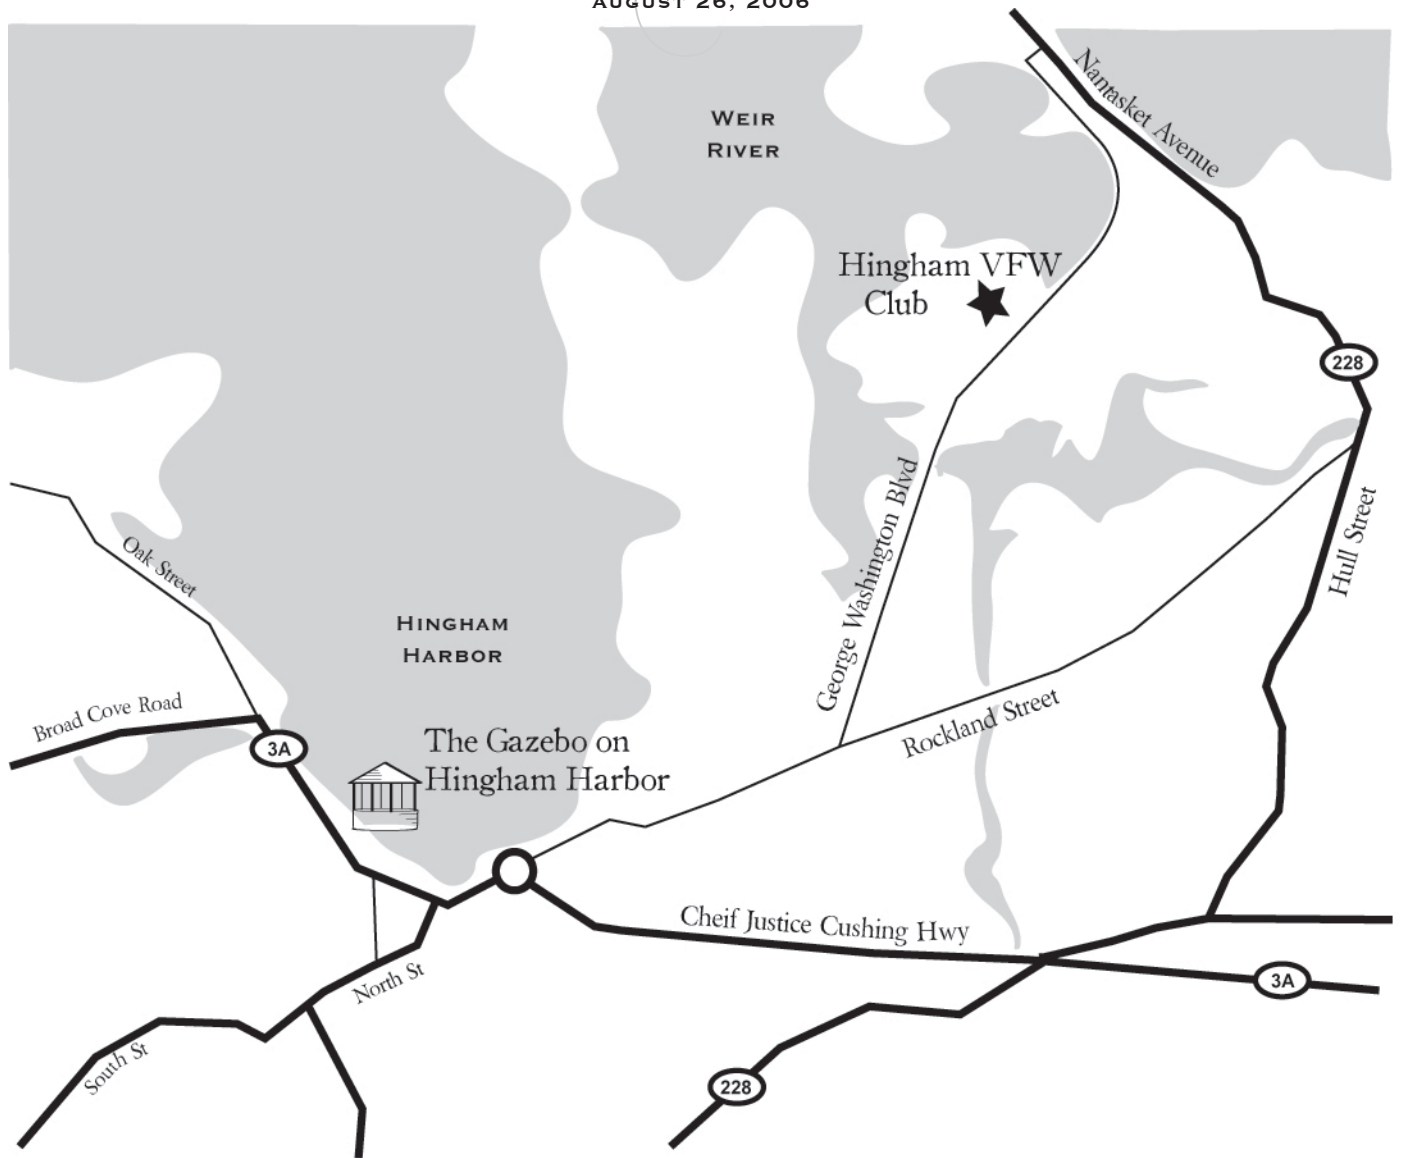 AUGUST 26, 2006
Nantasket Avenue
WEIR
RIVER
Hingham VFW
Club
228
George Washington Blvd
Hull Street
Oak Street
HINGHAM
HARBOR
Broad Cove Road
3A
The Gazebo on
Hingham Harbor
Rockland Street
Cheif Justice Cushing Hwy
3A
North St
South St
228